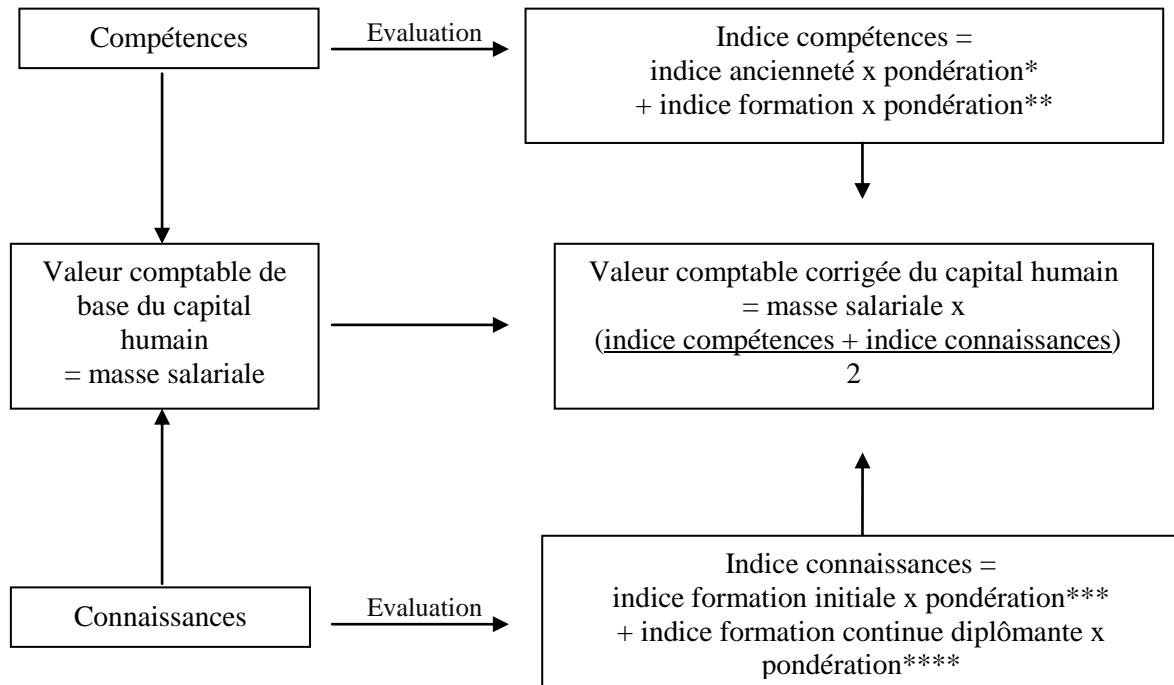 Compétences
Evaluation
Indice compétences =
indice ancienneté x pondération*
+ indice formation x pondération**
Valeur comptable de
base du capital
humain
= masse salariale
Valeur comptable corrigée du capital humain
= masse salariale x
(indice compétences + indice connaissances)
2
Connaissances
Evaluation
Indice connaissances =
indice formation initiale x pondération***
+ indice formation continue diplômante x
pondération****